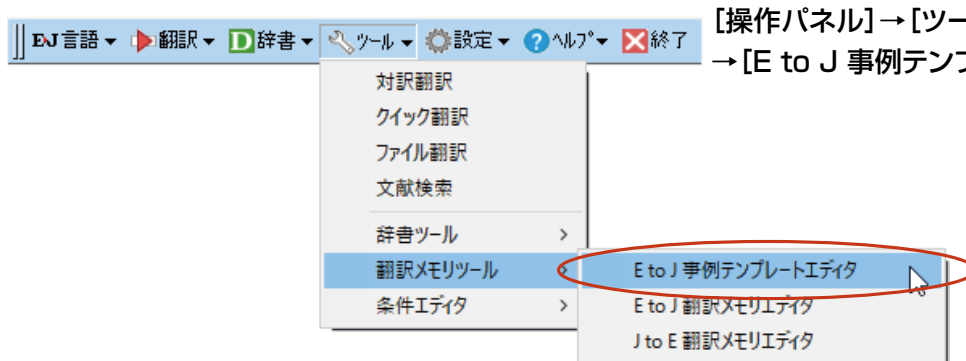 [操作パネル]→[ツー
→[E to J 事例テンプ
EJ 言語 翻訳 辞書 ツール 設定 ヘルプ 終了
対訳翻訳
クイック翻訳
ファイル翻訳
文献検索
辞書ツール
翻訳メモリツール
条件エディタ
E to J 事例テンプレートエディタ
E to J 翻訳メモリエディタ
J to E 翻訳メモリエディタ